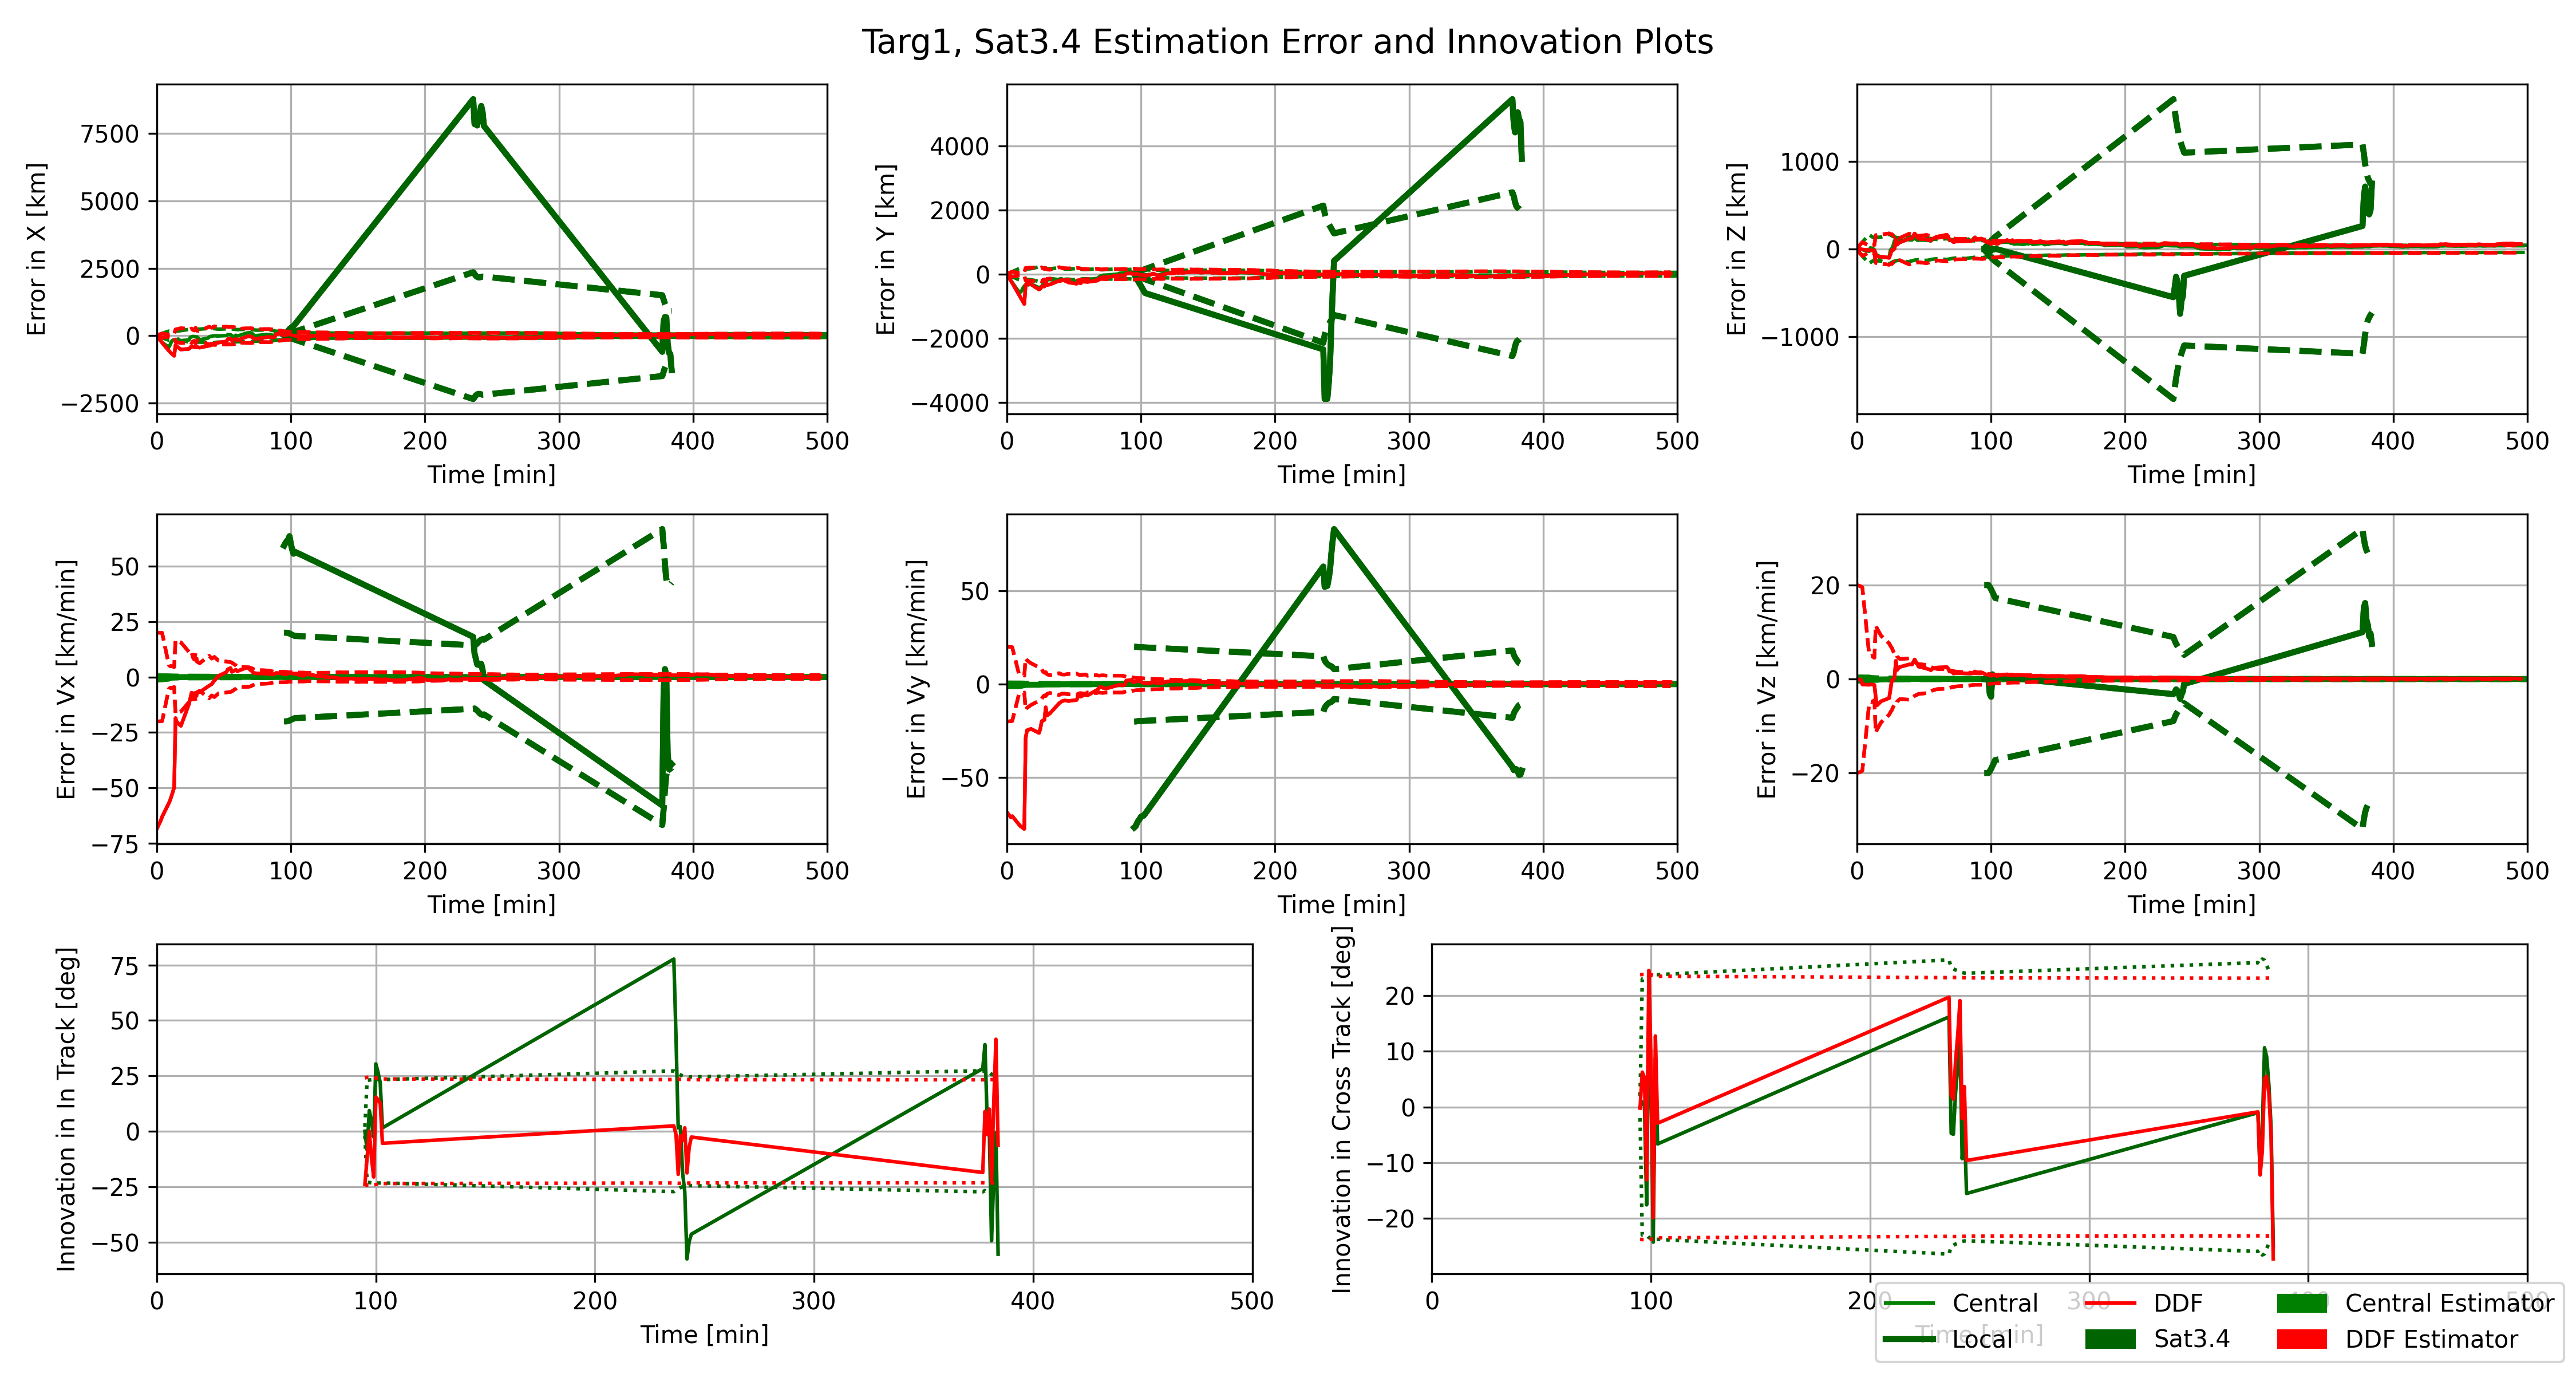 Targ1, Sat3.4 Estimation Error and Innovation Plots
Error in X [km]
7500
5000
2500
0
−2500
0 100 200 300 400 500
Time [min]
Error in Y [km]
4000
2000
0
−2000
−4000
0 100 200 300 400 500
Time [min]
Error in Z [km]
1000
0
−1000
0 100 200 300 400 500
Time [min]
Error in Vx [km/min]
50
25
0
−25
−50
−75
0 100 200 300 400 500
Time [min]
Error in Vy [km/min]
50
0
−50
0 100 200 300 400 500
Time [min]
Error in Vz [km/min]
20
0
−20
0 100 200 300 400 500
Time [min]
Innovation in In Track [deg]
75
50
25
0
−25
−50
0 100 200 300 400 500
Time [min]
Innovation in Cross Track [deg]
20
10
0
−10
−20
0 100 200 300 400 500
Time [min]
Central DDF Central Estimator
Local Sat3.4 DDF Estimator